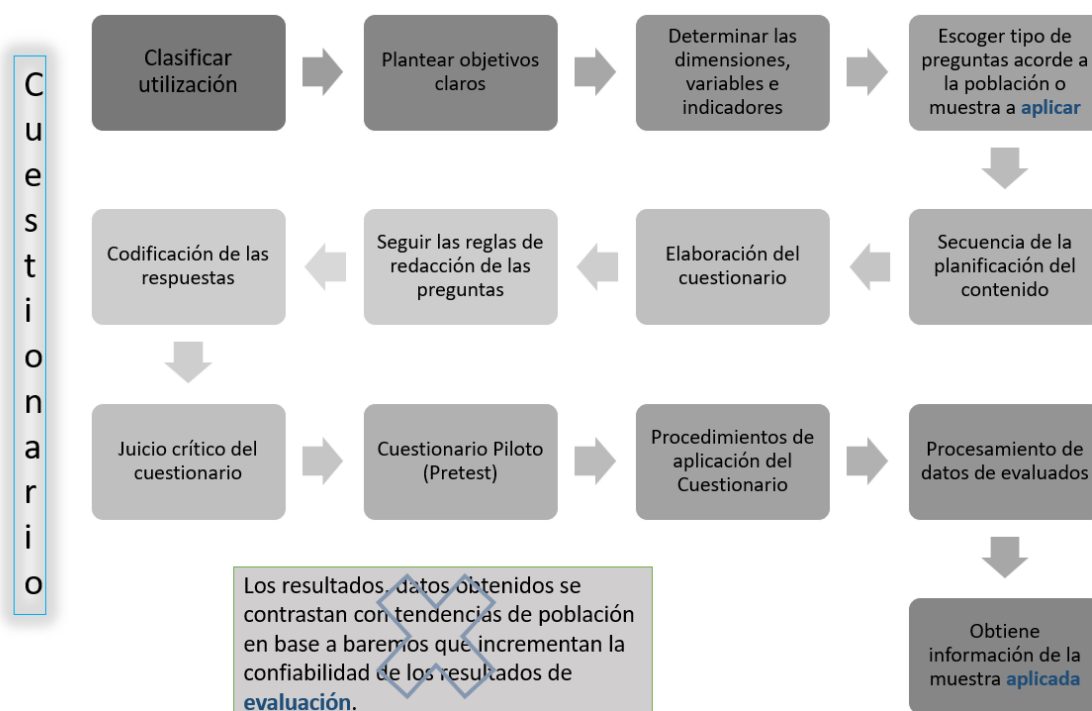 Cuestionario
Clasificar
utilización
Plantear objetivos
claros
Determinar las
dimensiones,
variables e
indicadores
Escoger tipo de
preguntas acorde a
la población o
muestra a aplicar
Secuencia de la
planificación del
contenido
Elaboración del
cuestionario
Seguir las reglas de
redacción de las
preguntas
Codificación de las
respuestas
Juicio crítico del
cuestionario
Cuestionario Piloto
(Pretest)
Procedimientos de
aplicación del
Cuestionario
Procesamiento de
datos de evaluados
Obtiene
información de la
muestra aplicada
Los resultados, datos obtenidos se
contrastan con tendencias de población
en base a baremos que incrementan la
confiabilidad de los resultados de
evaluación.